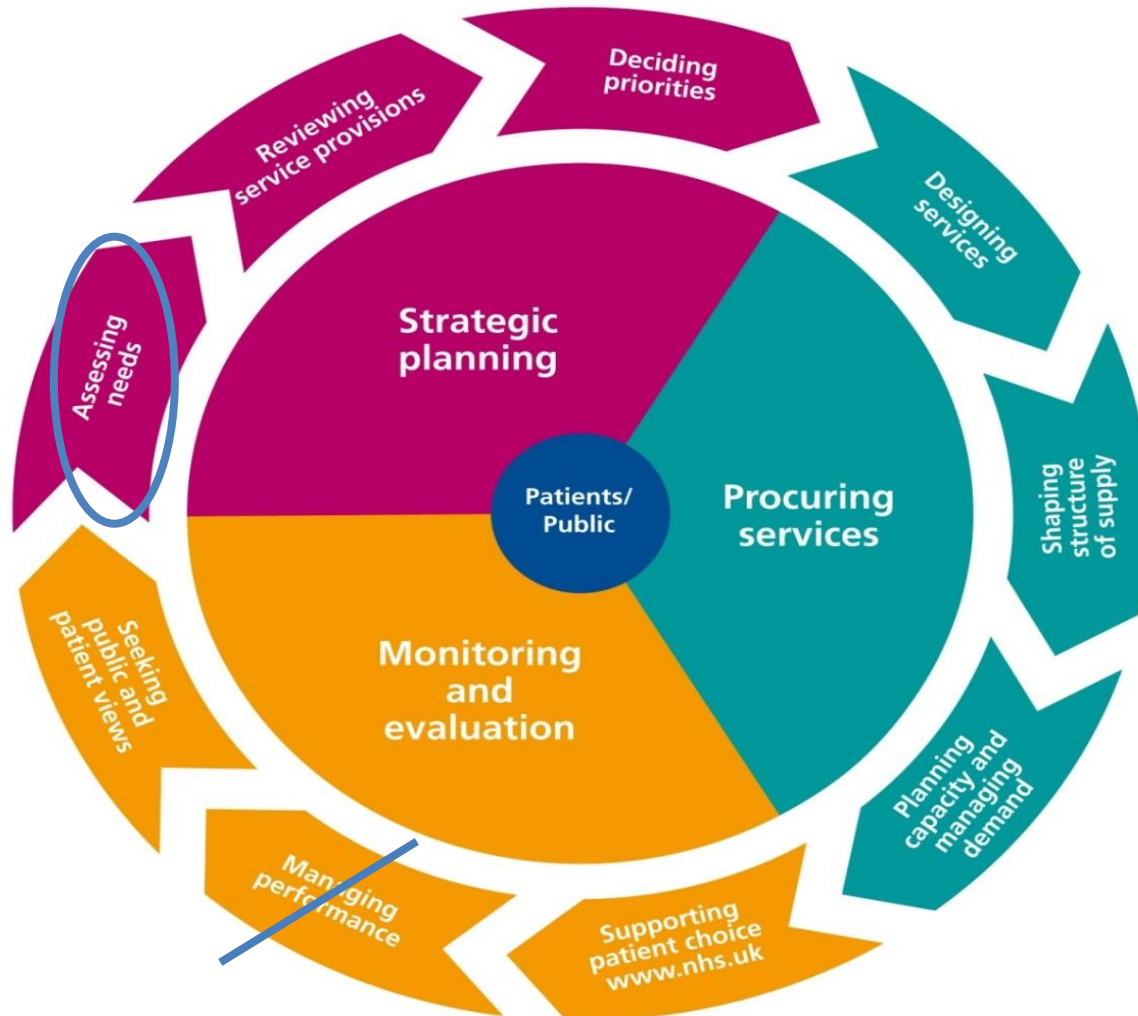 Deciding
priorities
Reviewing
service provisions
Designing
services
Assessing
needs
Strategic
planning
Patients/
Public
Procuring
services
Shaping
structure
of supply
Monitoring
and
evaluation
Seeking
public and
patient views
Planning
capacity and
managing
demand
Managing
performance
Supporting
patient choice
www.nhs.uk